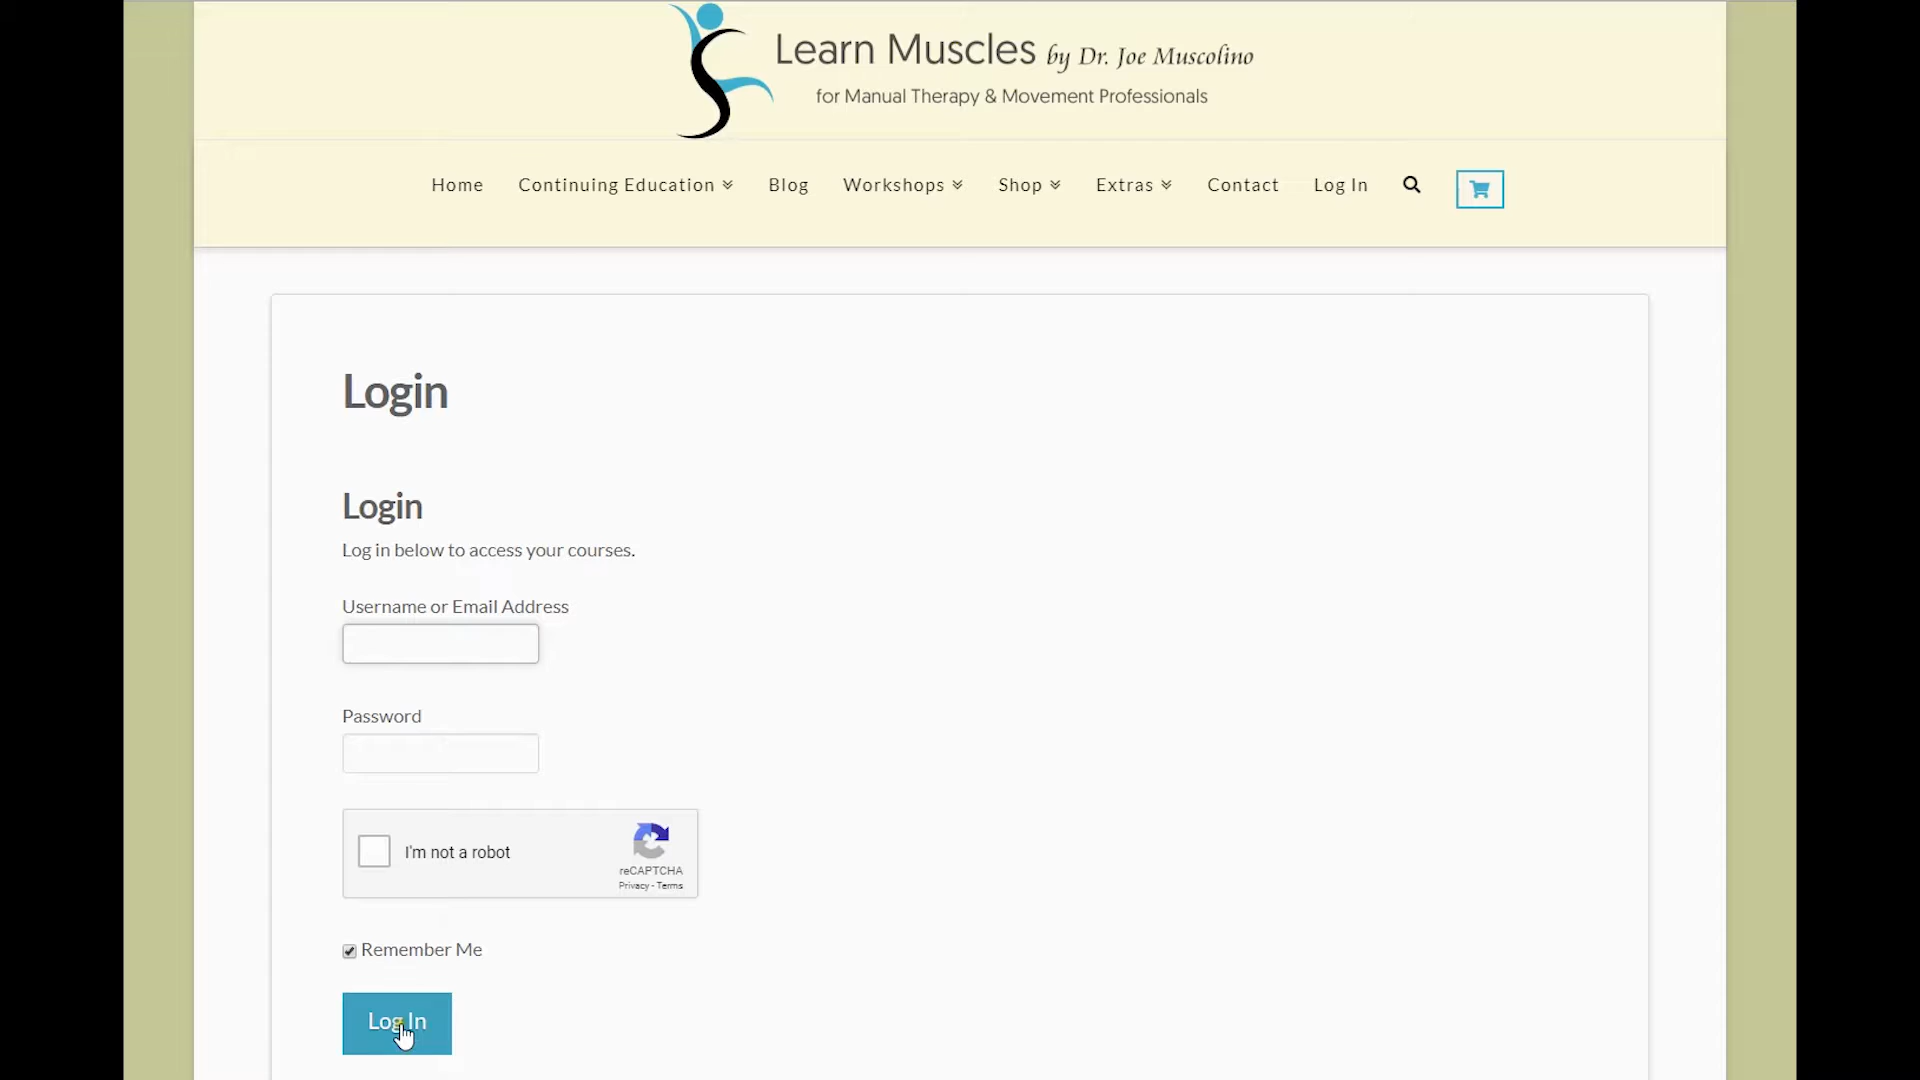 Learn Muscles by Dr. Joe Muscolino
for Manual Therapy & Movement Professionals
Home Continuing Education Blog Workshops Shop Extras Contact Log In
Login
Login
Log in below to access your courses.
Username or Email Address
Password
I'm not a robot
reCAPTCHA
Privacy - Terms
Remember Me
Log In